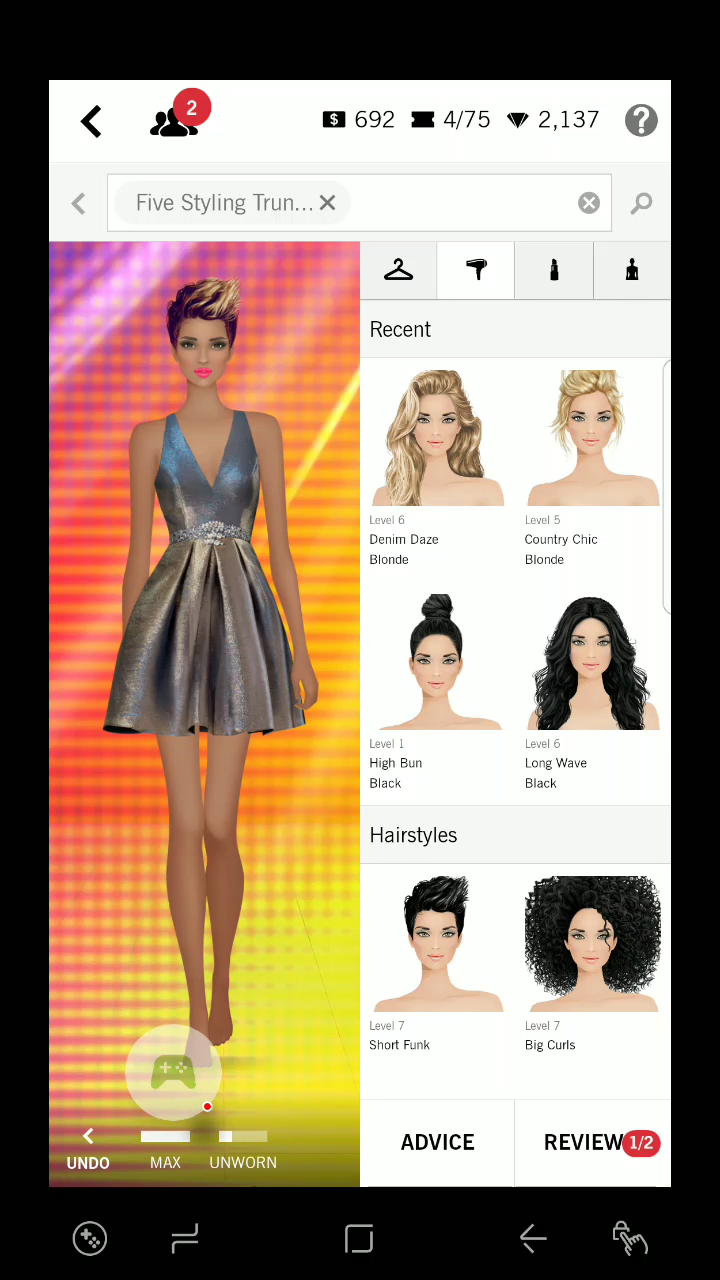 2
$ 692 4/75 2,137 ?
Five Styling Trun...
Recent
Level 6
Denim Daze
Blonde
Level 5
Country Chic
Blonde
Level 1
High Bun
Black
Level 6
Long Wave
Black
Hairstyles
Level 7
Short Funk
Level 7
Big Curls
UNDO MAX UNWORN
ADVICE REVIEW 1/2